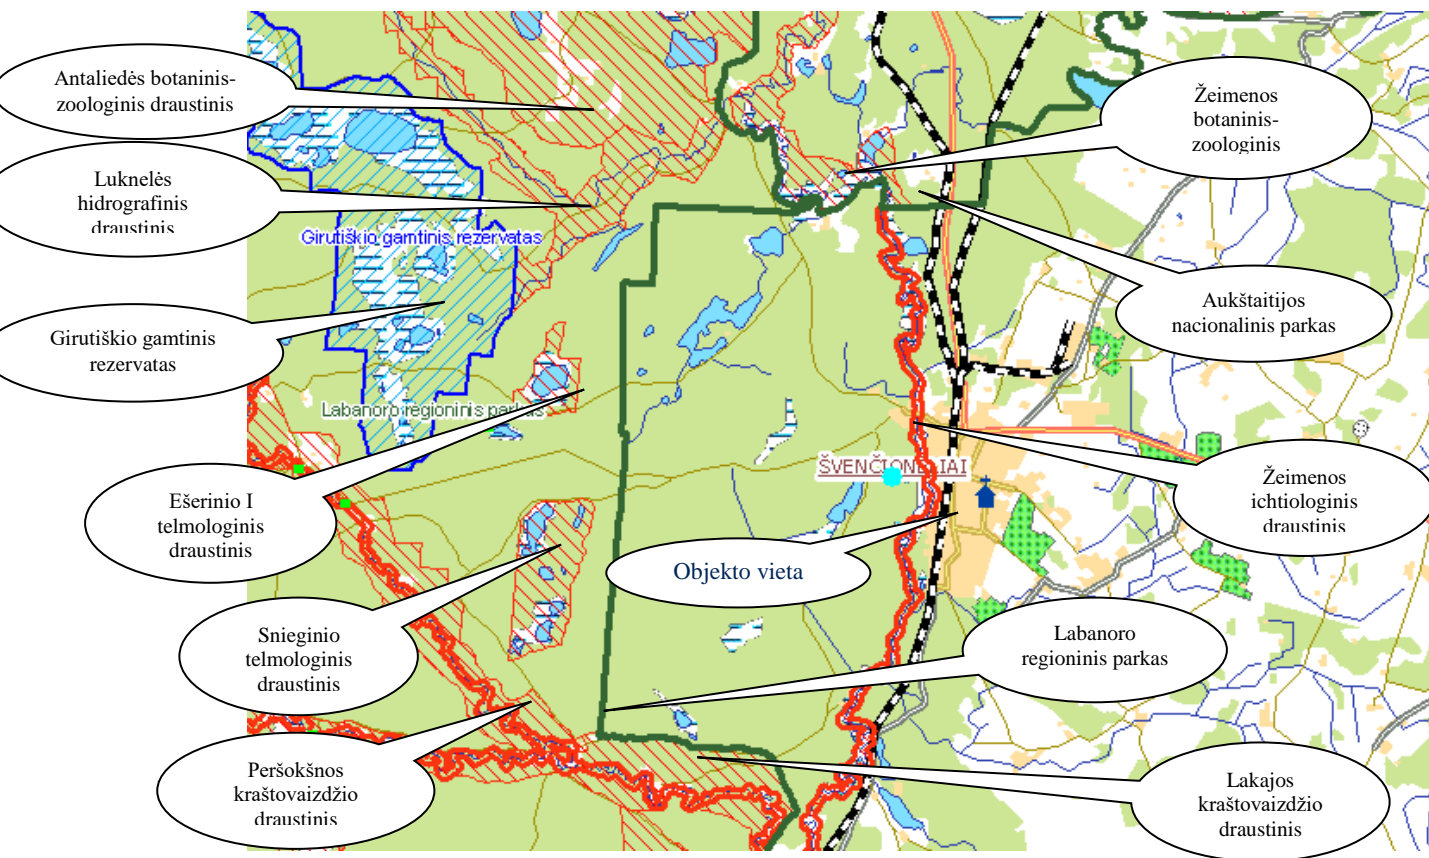 Antaliedės botaninis-
zoologinis draustinis
Žeimenos
botaninis-
zoologinis
Luknelės
hidrografinis
draustinis
Girutiškio gamtinis rezervatas
Aukštaitijos
nacionalinis parkas
Girutiškio gamtinis
rezervatas
Labanoro regioninis parkas
ŠVENČIONĖLIAI
Žeimenos
ichtiologinis
draustinis
Ešerinio I
telmologinis
draustinis
Objekto vieta
Snieginio
telmologinis
draustinis
Labanoro
regioninis parkas
Peršokšnos
kraštovaizdžio
draustinis
Lakajos
kraštovaizdžio
draustinis